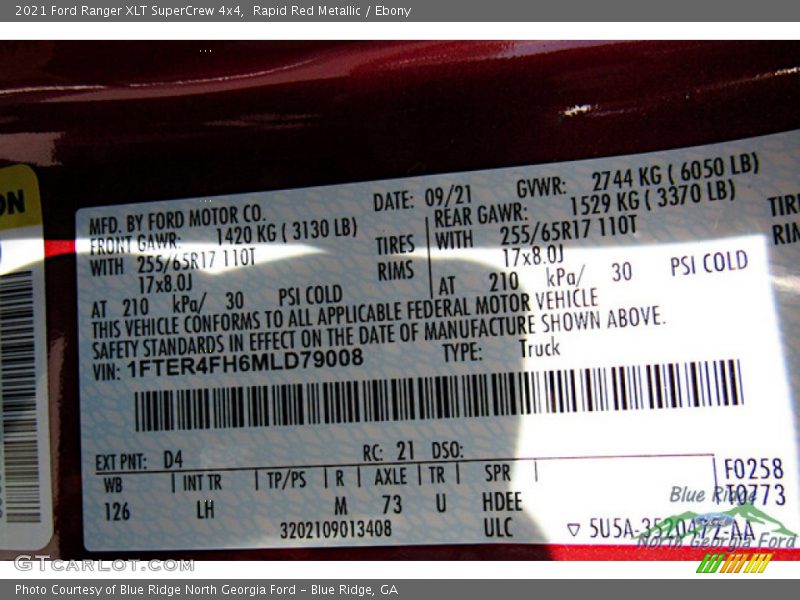 2021 Ford Ranger XLT SuperCrew 4x4,  Rapid Red Metallic / Ebony
ON
MFD. BY FORD MOTOR CO.
DATE: 09/21
GVWR: 2744 KG ( 6050 LB)
FRONT GAWR: 1420 KG ( 3130 LB)
REAR GAWR: 1529 KG ( 3370 LB)
WITH 255/65R17 110T TIRES
WITH 255/65R17 110T
17x8.0J RIMS
17x8.0J
AT 210 kPa/ 30 PSI COLD
AT 210 kPa/ 30 PSI COLD
THIS VEHICLE CONFORMS TO ALL APPLICABLE FEDERAL MOTOR VEHICLE
SAFETY STANDARDS IN EFFECT ON THE DATE OF MANUFACTURE SHOWN ABOVE.
VIN: 1FTER4FH6MLD79008 TYPE: Truck
EXT PNT: D4 RC: 21 DSO:
WB INT TR TP/PS R AXLE TR SPR
F0258
126 LH M 73 U HDEE
T0773
3202109013408 ULC
▽ 5U5A-3520472-AA
Blue Ridge
North Georgia Ford
GTCarLot.com
Photo Courtesy of Blue Ridge North Georgia Ford – Blue Ridge, GA